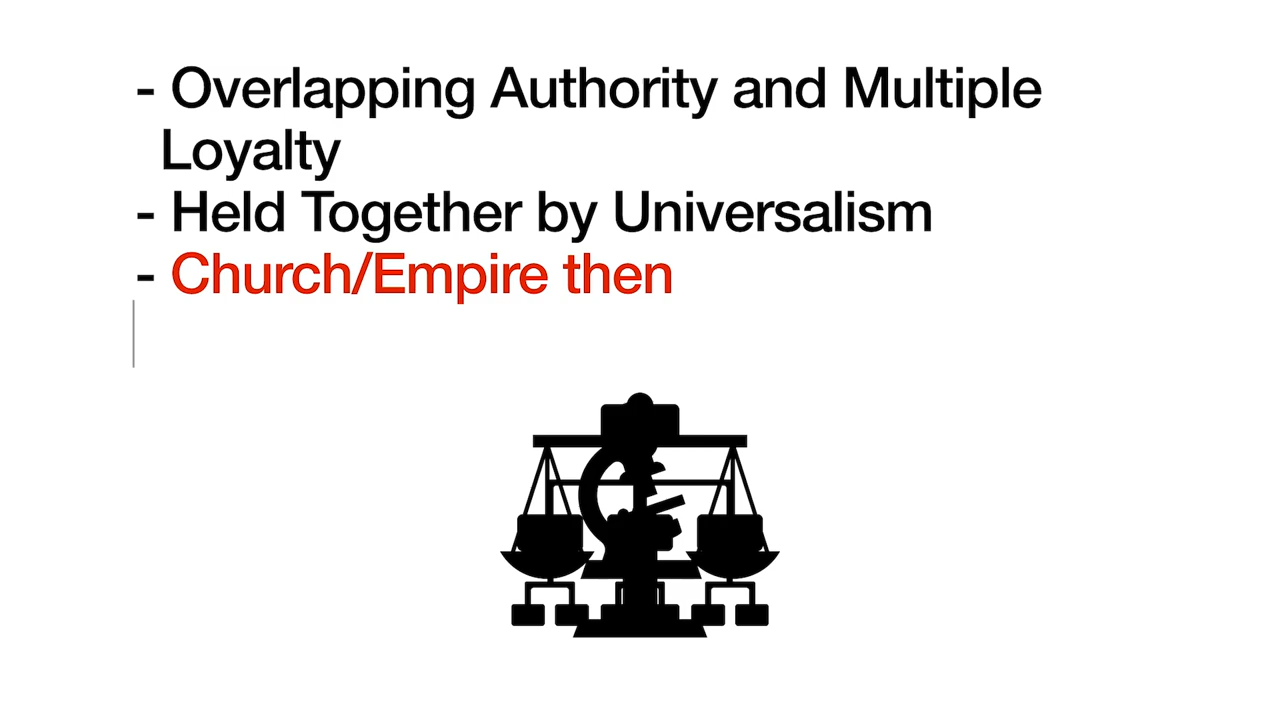 - Overlapping Authority and Multiple
Loyalty
- Held Together by Universalism
- Church/Empire then